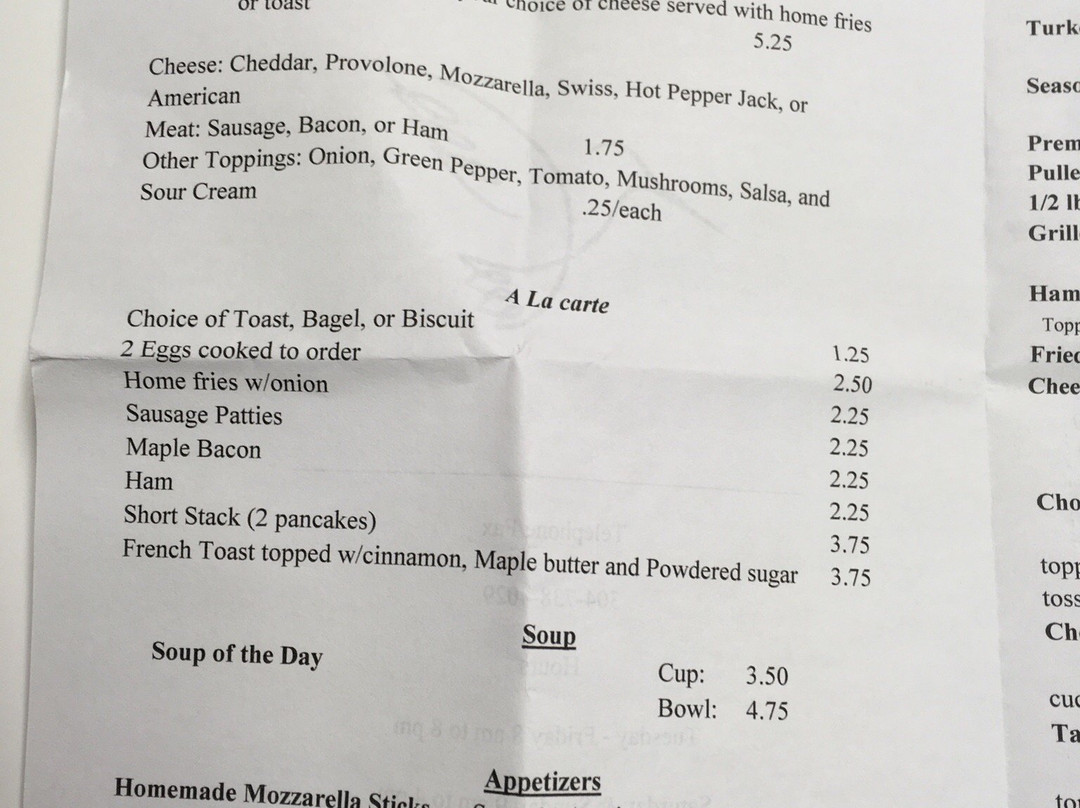 or toast
choice of cheese served with home fries
5.25
Cheese: Cheddar, Provolone, Mozzarella, Swiss, Hot Pepper Jack, or
American
Meat: Sausage, Bacon, or Ham 1.75
Other Toppings: Onion, Green Pepper, Tomato, Mushrooms, Salsa, and
Sour Cream .25/each
A La carte
Choice of Toast, Bagel, or Biscuit 1.25
2 Eggs cooked to order 2.50
Home fries w/onion 2.25
Sausage Patties 2.25
Maple Bacon 2.25
Ham 2.25
Short Stack (2 pancakes) 3.75
French Toast topped w/cinnamon, Maple butter and Powdered sugar 3.75
Soup
Soup of the Day
Cup: 3.50
Bowl: 4.75
Appetizers
Homemade Mozzarella Sticks
Turk
Seaso
Prem
Pulle
1/2 lb
Grill
Ham
Topp
Fried
Chee
Cho
topp
toss
Ch
cuc
Ta